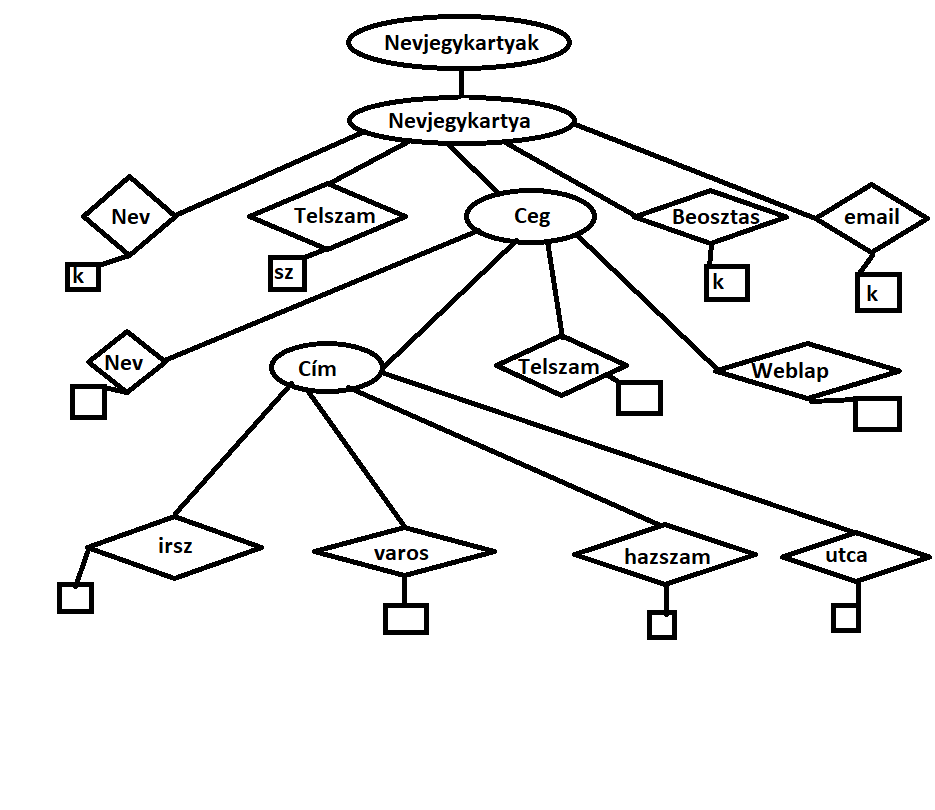 Nevjegykartyak
Nevjegykartya
Nev
Telszam
Ceg
Beosztas
email
k
sz
k
k
Nev
Cím
Telszam
Weblap
irsz
varos
hazszam
utca